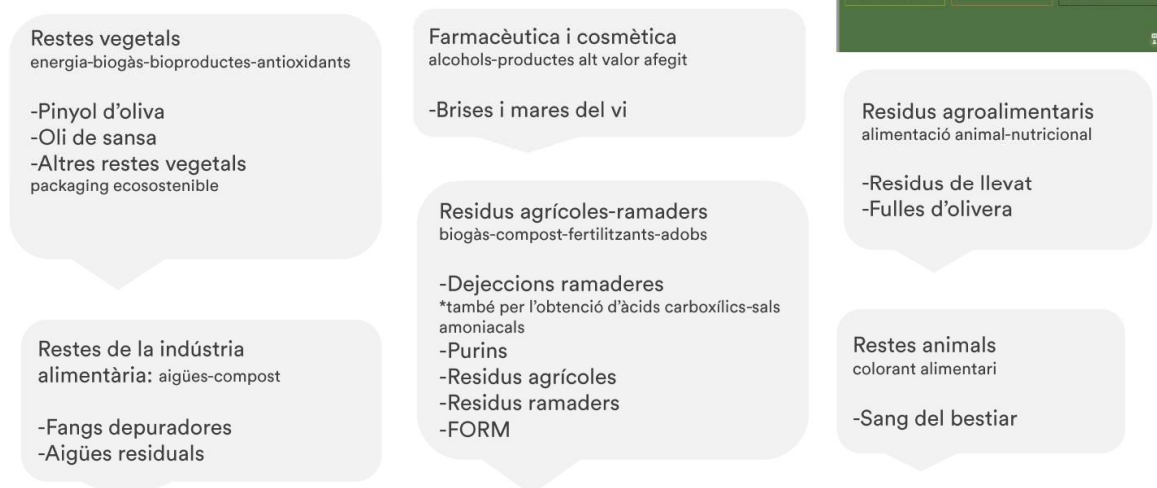 Restes vegetals
energia-biogàs-bioproductes-antioxidants
-Pinyol d'oliva
-Oli de sansa
-Altres restes vegetals
packaging ecosostenible
Restes de la indústria
alimentària: aigües-compost
-Fangs depuradores
-Aigües residuals
Farmacèutica i cosmètica
alcohols-productes alt valor afegit
-Brises i mares del vi
Residus agrícoles-ramaders
biogàs-compost-fertilitzants-adobs
-Dejeccions ramaderes
*també per l'obtenció d'àcids carboxílics-sals
amoniacals
-Purins
-Residus agrícoles
-Residus ramaders
-FORM
Residus agroalimentaris
alimentació animal-nutricional
-Residus de llevat
-Fulles d'olivera
Restes animals
colorant alimentari
-Sang del bestiar